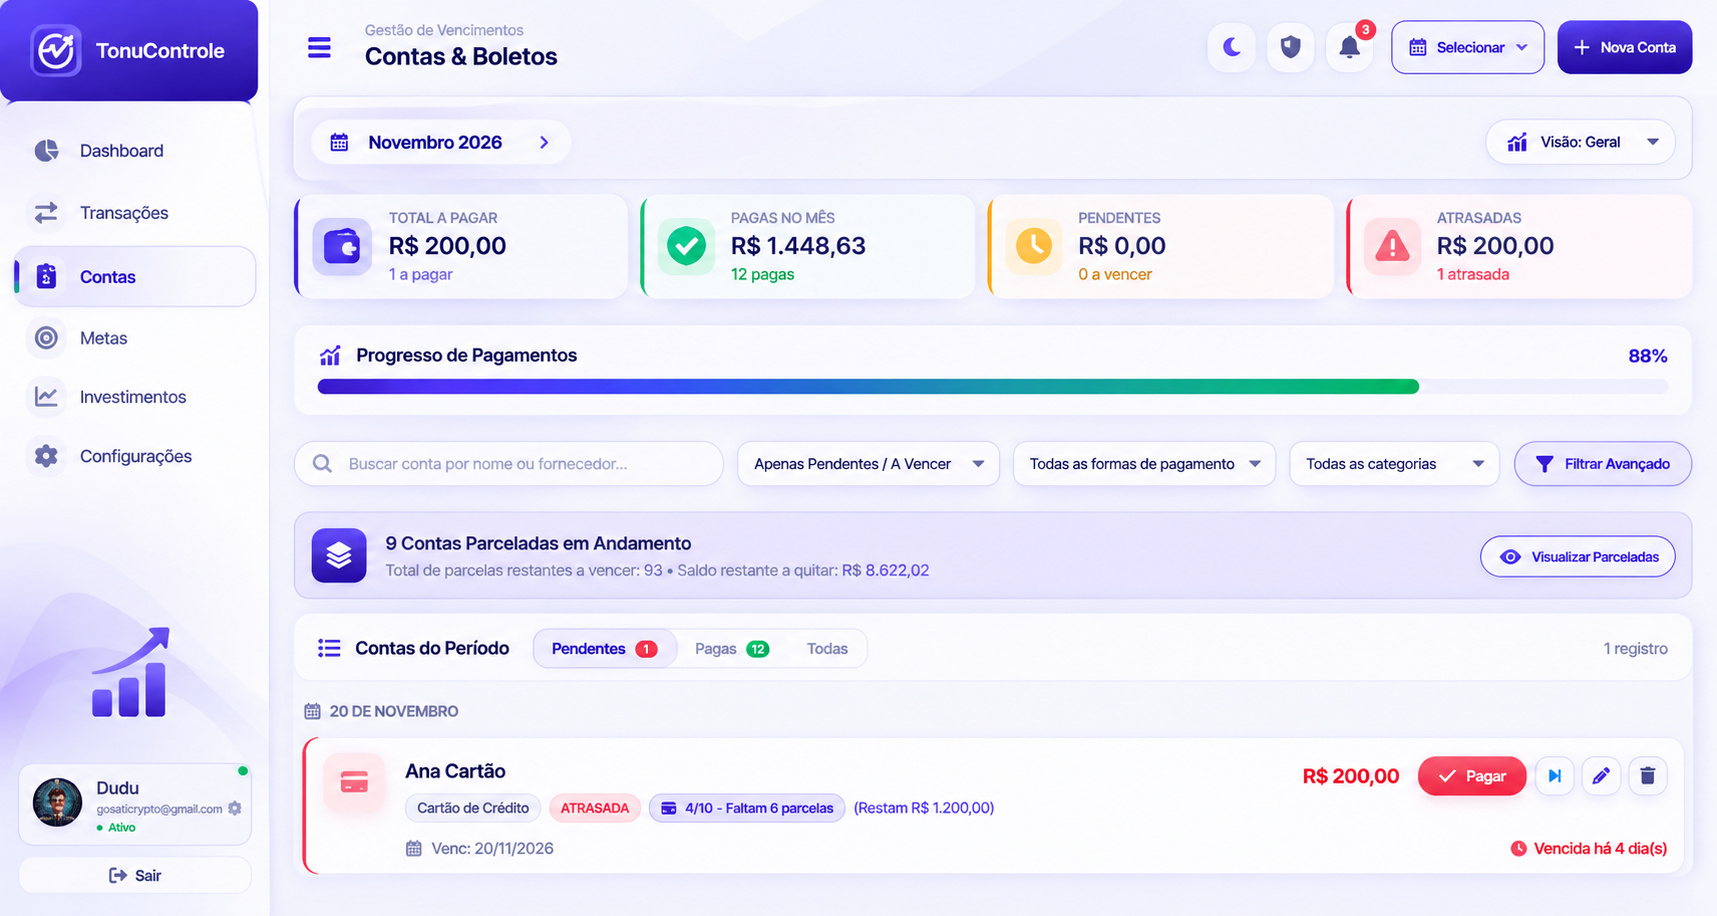 TonuControle
Gestão de Vencimentos
Contas & Boletos
3
Selecionar
+ Nova Conta
Dashboard
Transações
Contas
Metas
Investimentos
Configurações
Novembro 2026
Visão: Geral
TOTAL A PAGAR
R$ 200,00
1 a pagar
PAGAS NO MÊS
R$ 1.448,63
12 pagas
PENDENTES
R$ 0,00
0 a vencer
ATRASADAS
R$ 200,00
1 atrasada
Progresso de Pagamentos
88%
Buscar conta por nome ou fornecedor...
Apenas Pendentes / A Vencer
Todas as formas de pagamento
Todas as categorias
Filtrar Avançado
9 Contas Parceladas em Andamento
Total de parcelas restantes a vencer: 93 • Saldo restante a quitar: R$ 8.622,02
Visualizar Parceladas
Contas do Período
Pendentes 1
Pagas 12
Todas
1 registro
20 DE NOVEMBRO
Ana Cartão
Cartão de Crédito
ATRASADA
4/10 - Faltam 6 parcelas
(Restam R$ 1.200,00)
Venc: 20/11/2026
R$ 200,00
Pagar
Vencida há 4 dia(s)
Dudu
gosaticrypto@gmail.com
• Ativo
Sair